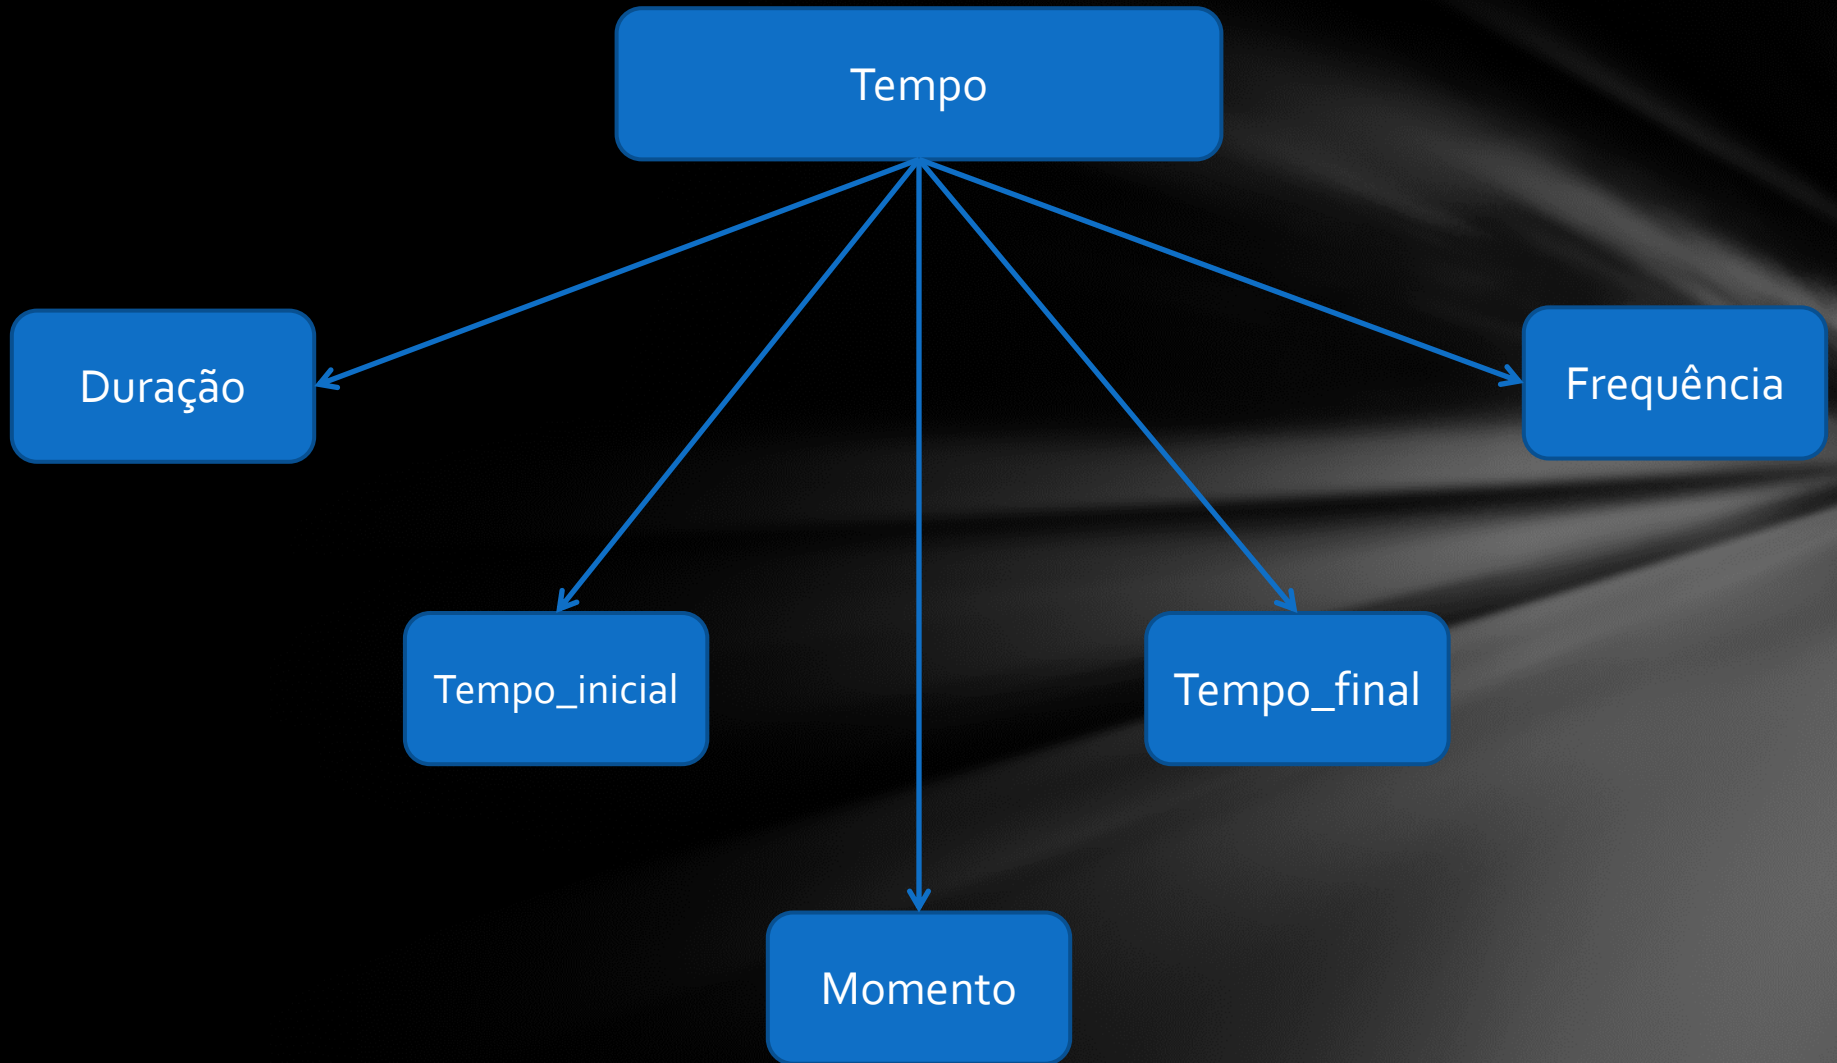 Tempo
Duração
Frequência
Tempo_inicial
Tempo_final
Momento